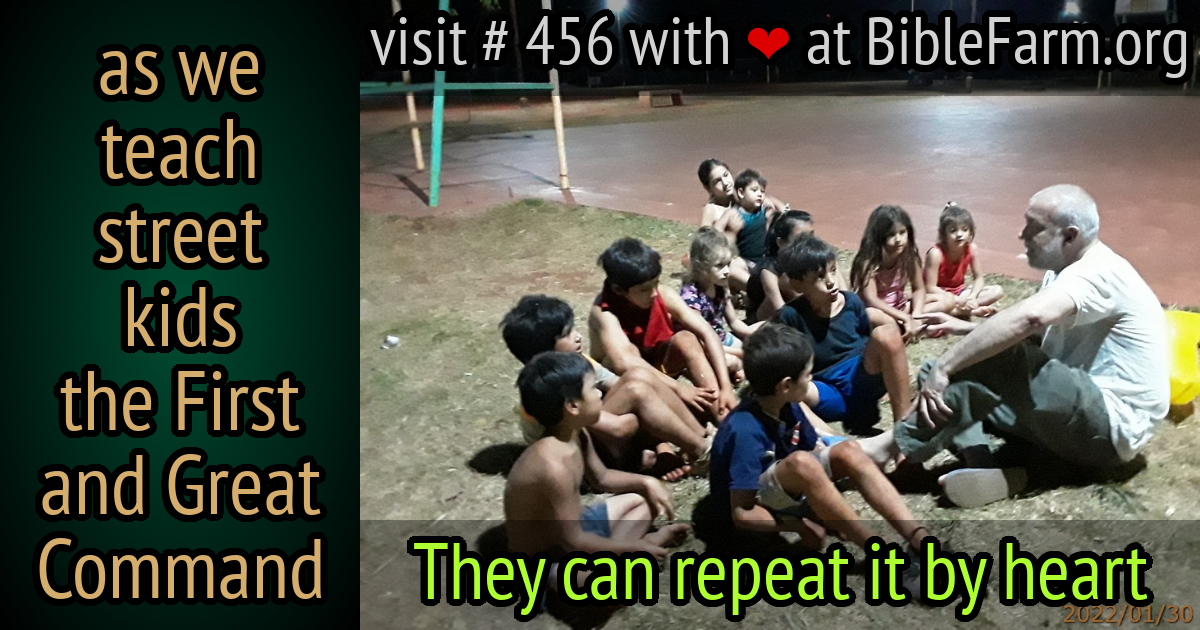 as we
teach
street
kids
the First
and Great
Command
visit # 456 with ❤ at BibleFarm.org
They can repeat it by heart
2022/01/30